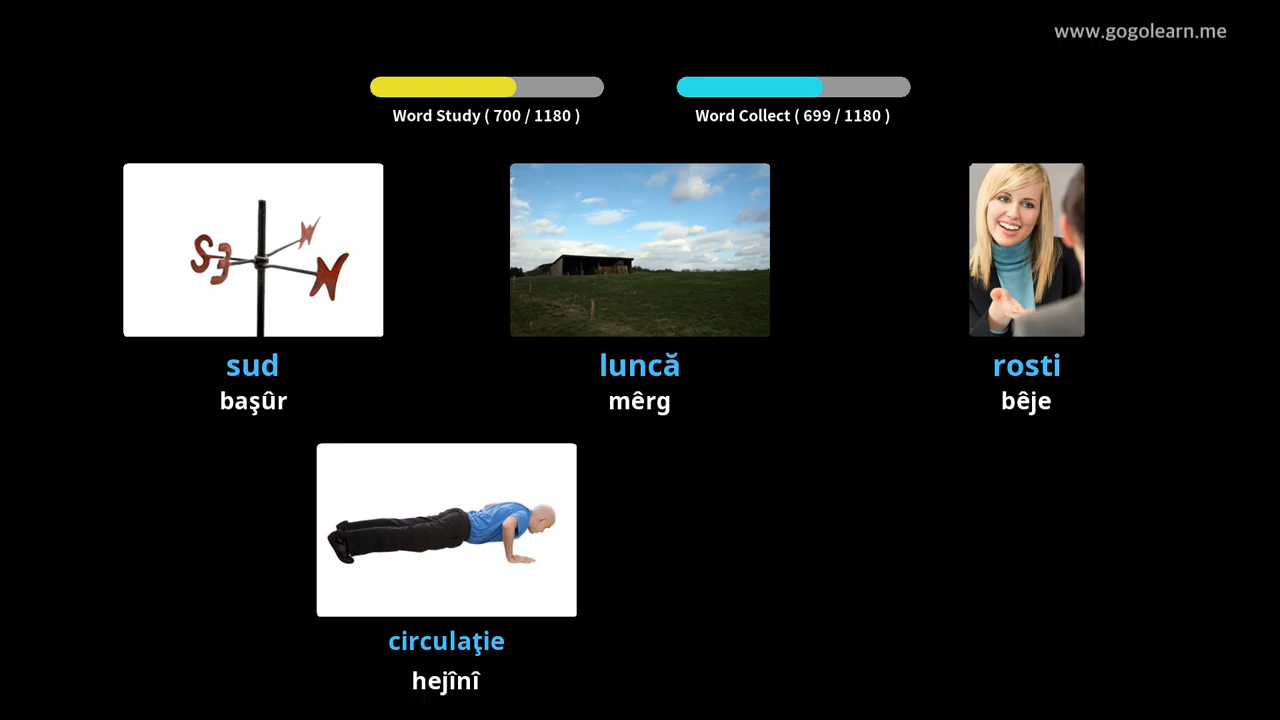 www.gogolearn.me
Word Study ( 700 / 1180 )
Word Collect ( 699 / 1180 )
S E N
sud
luncă
rosti
başûr
mêrg
bêje
circulaţie
hejînî